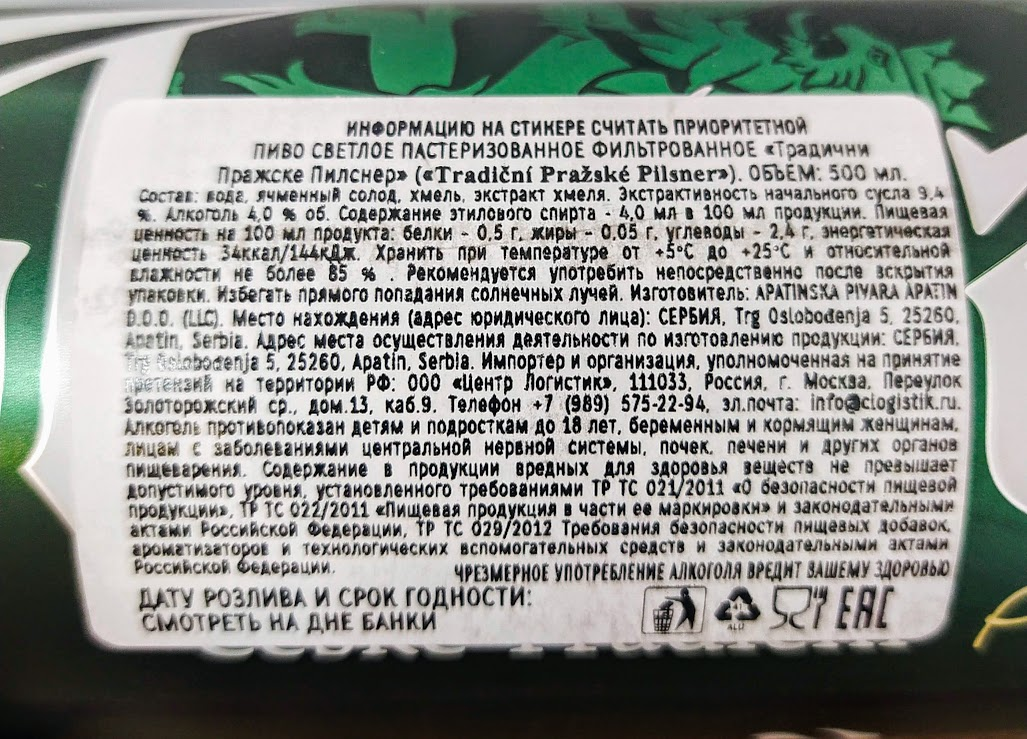 ИНФОРМАЦИЮ НА СТИКЕРЕ СЧИТАТЬ ПРИОРИТЕТНОЙ
ПИВО СВЕТЛОЕ ПАСТЕРИЗОВАННОЕ ФИЛЬТРОВАННОЕ «Традични
Пражске Пилснер» («Tradiční Pražské Pilsner»). ОБЪЕМ: 500 мл.
Состав: вода, ячменный солод, хмель, экстракт хмеля. Экстрактивность начального сусла 9,4
%. Алкоголь 4,0 % об. Содержание этилового спирта - 4,0 мл в 100 мл продукции. Пищевая
ценность на 100 мл продукта: белки - 0,5 г, жиры - 0,05 г, углеводы - 2,4 г, энергетическая
ценность 34ккал/144кДж. Хранить при температуре от +5°С до +25°С и относительной
влажности не более 85 % . Рекомендуется употребить непосредственно после вскрытия
упаковки. Избегать прямого попадания солнечных лучей. Изготовитель: APATINSKA PIVARA APATIN
D.O.O. (LLC). Место нахождения (адрес юридического лица): СЕРБИЯ, Trg Oslobođenja 5, 25260,
Apatin, Serbia. Адрес места осуществления деятельности по изготовлению продукции: СЕРБИЯ,
Trg Oslobođenja 5, 25260, Apatin, Serbia. Импортер и организация, уполномоченная на принятие
претензий на территории РФ: ООО «Центр Логистик», 111033, Россия, г. Москва, Переулок
Золоторожский ср., дом.13, каб.9. Телефон +7 (989) 575-22-94, эл.почта: info@clogistik.ru.
Алкоголь противопоказан детям и подросткам до 18 лет, беременным и кормящим женщинам,
лицам с заболеваниями центральной нервной системы, почек, печени и других органов
пищеварения. Содержание в продукции вредных для здоровья веществ не превышает
допустимого уровня, установленного требованиями ТР ТС 021/2011 «О безопасности пищевой
продукции», ТР ТС 022/2011 «Пищевая продукция в части ее маркировки» и законодательными
актами Российской Федерации, ТР ТС 029/2012 Требования безопасности пищевых добавок,
ароматизаторов и технологических вспомогательных средств и законодательными актами
Российской Федерации.
ЧРЕЗМЕРНОЕ УПОТРЕБЛЕНИЕ АЛКОГОЛЯ ВРЕДИТ ВАШЕМУ ЗДОРОВЬЮ
ДАТУ РОЗЛИВА И СРОК ГОДНОСТИ:
СМОТРЕТЬ НА ДНЕ БАНКИ
41
ALU
EAC